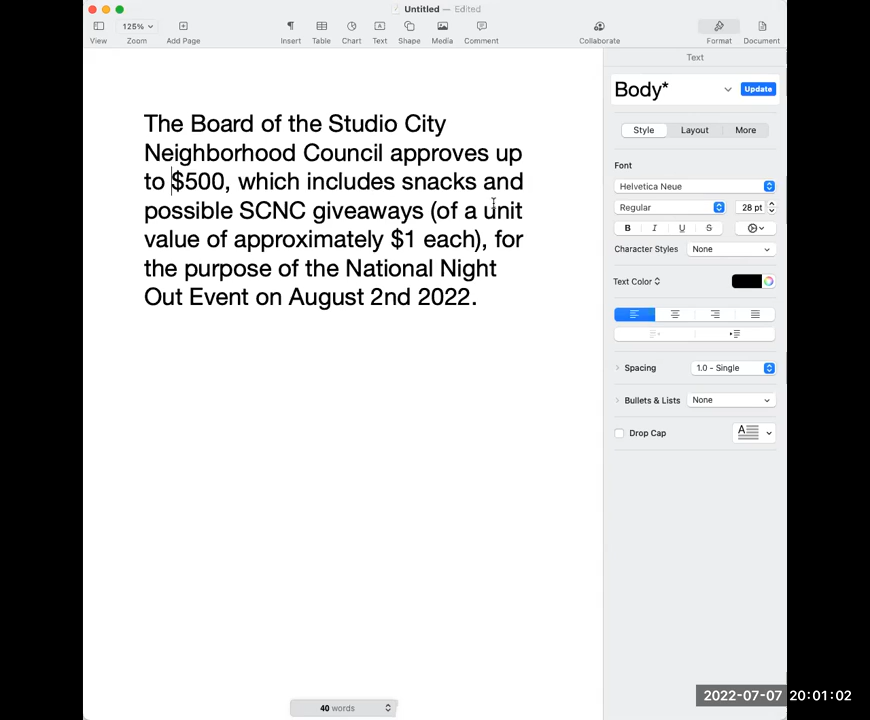 Untitled — Edited
125%
View
Zoom
Add Page
Insert
Table
Chart
Text
Shape
Media
Comment
Collaborate
Format
Document
Text
The Board of the Studio City
Neighborhood Council approves up
to $500, which includes snacks and
possible SCNC giveaways (of a unit
value of approximately $1 each), for
the purpose of the National Night
Out Event on August 2nd 2022.
Body*
Update
Style
Layout
More
Font
Helvetica Neue
Regular
28 pt
B I U S
Character Styles
None
Text Color
Spacing
1.0 - Single
Bullets & Lists
None
Drop Cap
A
40 words
2022-07-07 20:01:02